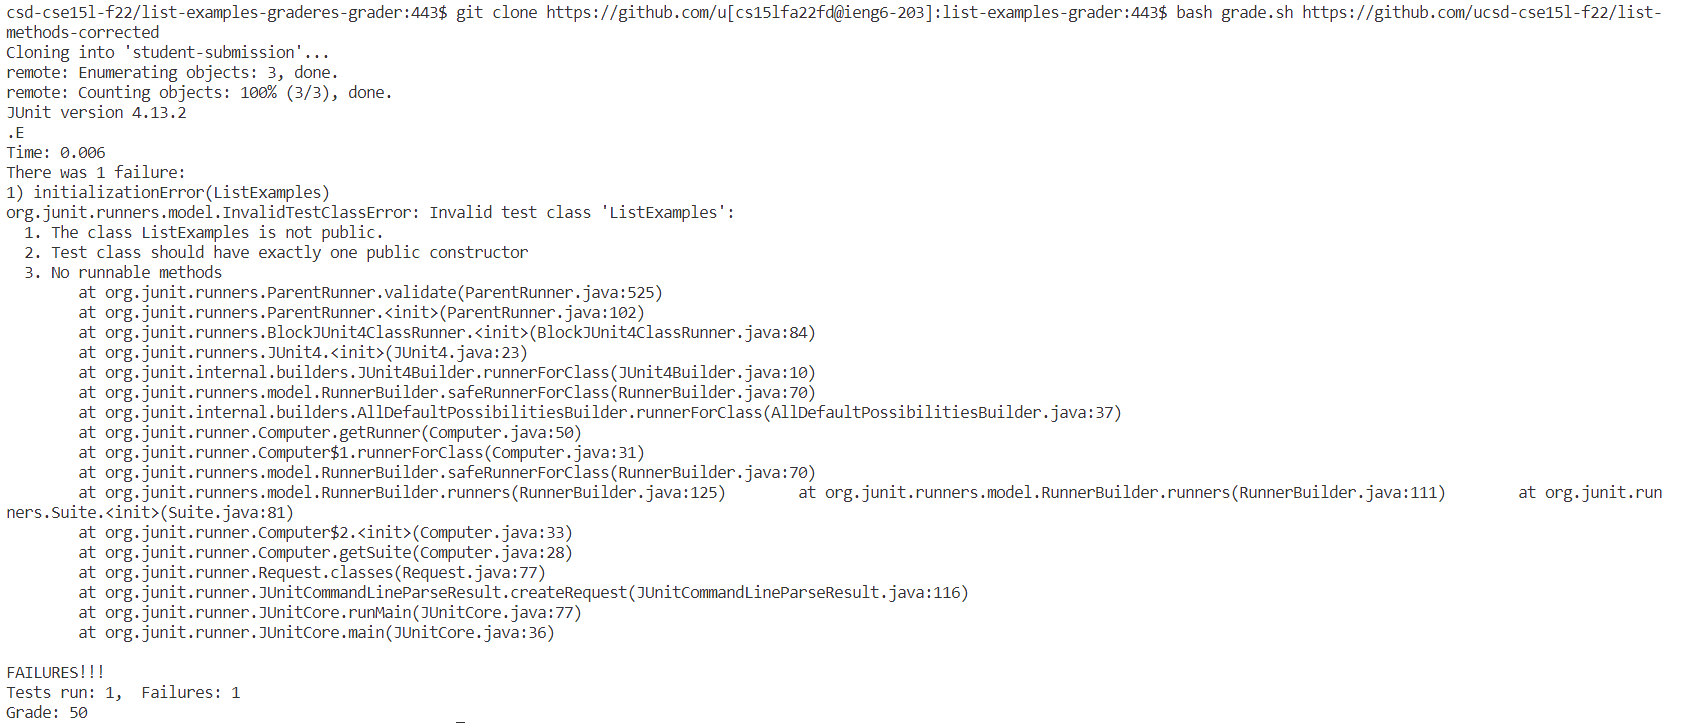 csd-cse15l-f22/list-examples-graderes-grader:443$ git clone https://github.com/u[cs15lfa22fd@ieng6-203]:list-examples-grader:443$ bash grade.sh https://github.com/ucsd-cse15l-f22/list-
methods-corrected
Cloning into 'student-submission'...
remote: Enumerating objects: 3, done.
remote: Counting objects: 100% (3/3), done.
JUnit version 4.13.2
.E
Time: 0.006
There was 1 failure:
1) initializationError(ListExamples)
org.junit.runners.model.InvalidTestClassError: Invalid test class 'ListExamples':
  1. The class ListExamples is not public.
  2. Test class should have exactly one public constructor
  3. No runnable methods
        at org.junit.runners.ParentRunner.validate(ParentRunner.java:525)
        at org.junit.runners.ParentRunner.<init>(ParentRunner.java:102)
        at org.junit.runners.BlockJUnit4ClassRunner.<init>(BlockJUnit4ClassRunner.java:84)
        at org.junit.runners.JUnit4.<init>(JUnit4.java:23)
        at org.junit.internal.builders.JUnit4Builder.runnerForClass(JUnit4Builder.java:10)
        at org.junit.runners.model.RunnerBuilder.safeRunnerForClass(RunnerBuilder.java:70)
        at org.junit.internal.builders.AllDefaultPossibilitiesBuilder.runnerForClass(AllDefaultPossibilitiesBuilder.java:37)
        at org.junit.runner.Computer.getRunner(Computer.java:50)
        at org.junit.runner.Computer$1.runnerForClass(Computer.java:31)
        at org.junit.runners.model.RunnerBuilder.safeRunnerForClass(RunnerBuilder.java:70)
        at org.junit.runners.model.RunnerBuilder.runners(RunnerBuilder.java:125)        at org.junit.runners.model.RunnerBuilder.runners(RunnerBuilder.java:111)        at org.junit.run
ners.Suite.<init>(Suite.java:81)
        at org.junit.runner.Computer$2.<init>(Computer.java:33)
        at org.junit.runner.Computer.getSuite(Computer.java:28)
        at org.junit.runner.Request.classes(Request.java:77)
        at org.junit.runner.JUnitCommandLineParseResult.createRequest(JUnitCommandLineParseResult.java:116)
        at org.junit.runner.JUnitCore.runMain(JUnitCore.java:77)
        at org.junit.runner.JUnitCore.main(JUnitCore.java:36)

FAILURES!!!
Tests run: 1,  Failures: 1
Grade: 50